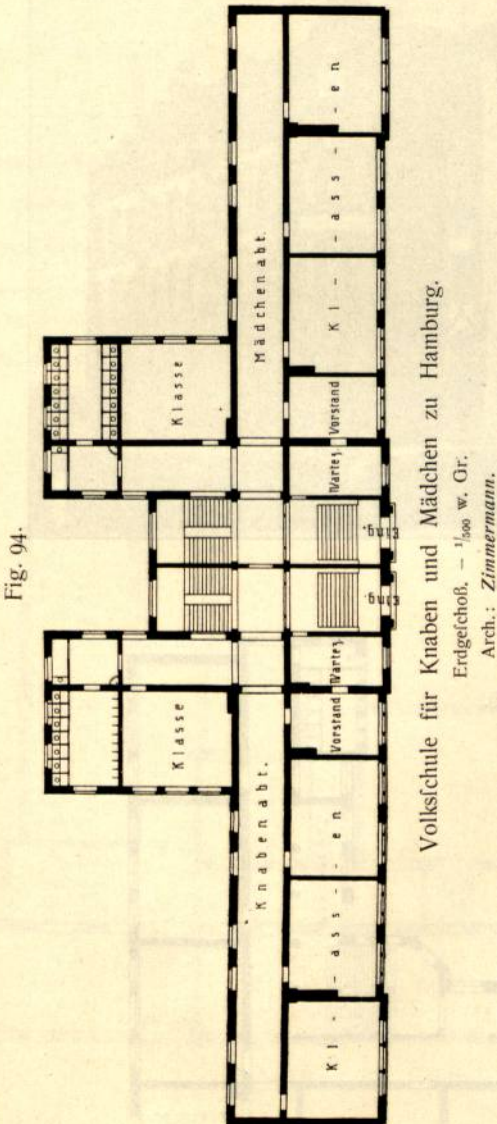 Fig. 94.
Klasse
Klasse
Knabenabt.
Mädchenabt.
Kl - ass - en
Vorstand
Wartez.
Eing.
Eing.
Wartez.
Vorstand
Kl - ass - en
Volksſchule für Knaben und Mädchen zu Hamburg.
Erdgeſchoß. – 1/500 w. Gr.
Arch.: Zimmermann.